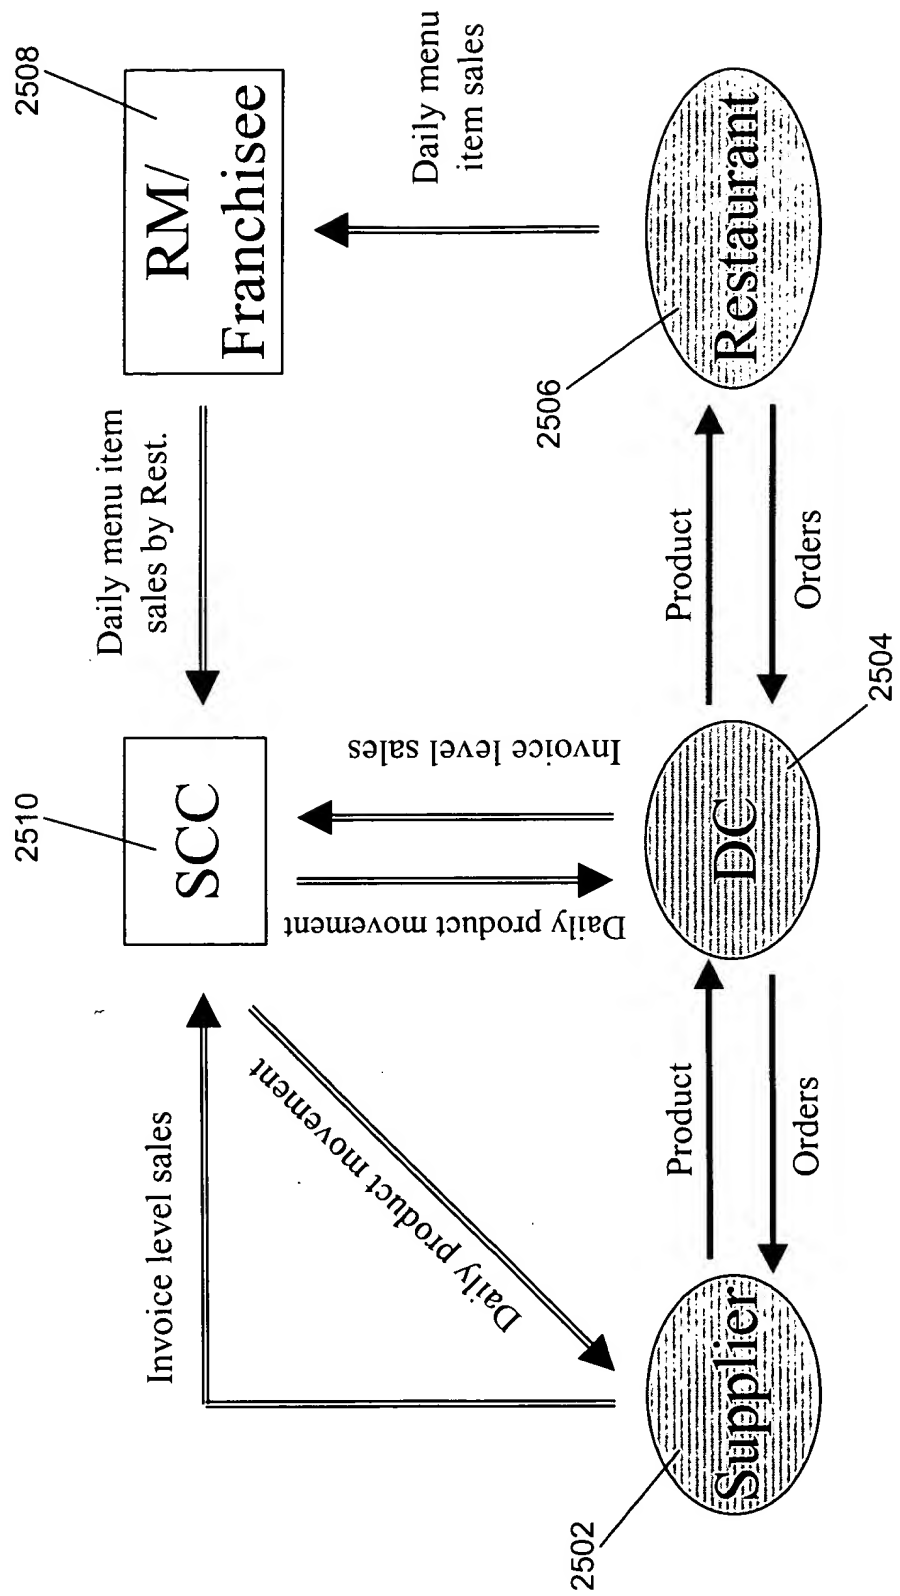 2510
2508
SCC
RM/
Franchisee
Invoice level sales
Daily menu item
sales by Rest.
Daily product movement
Daily product movement
Invoice level sales
Daily menu
item sales
2502
2506
Supplier
Product
Orders
DC
2504
Product
Orders
Restaurant